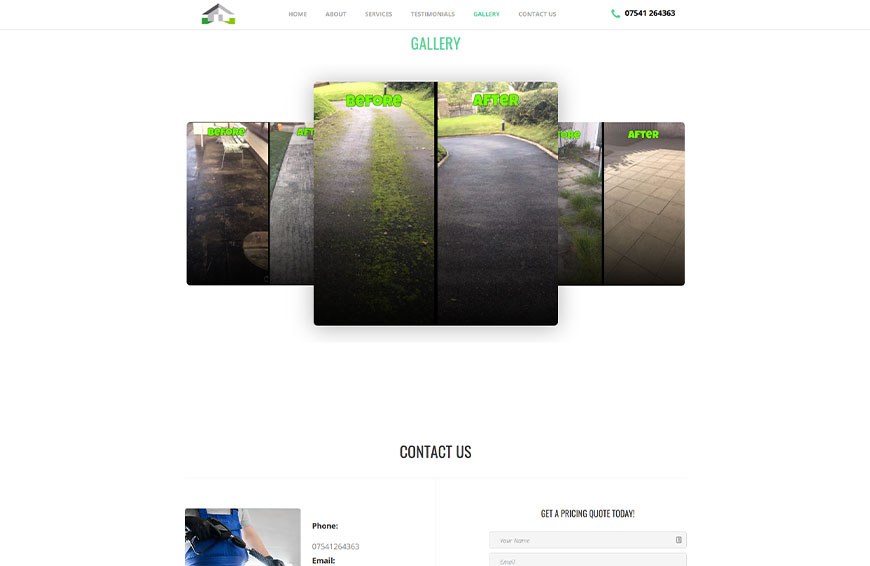 HOME ABOUT SERVICES TESTIMONIALS GALLERY CONTACT US 07541 264363
GALLERY
BEFORE AFTER
BEFORE AFT
ORE AFTER
CONTACT US
GET A PRICING QUOTE TODAY!
Phone:
Your Name
07541264363
Email:
Email